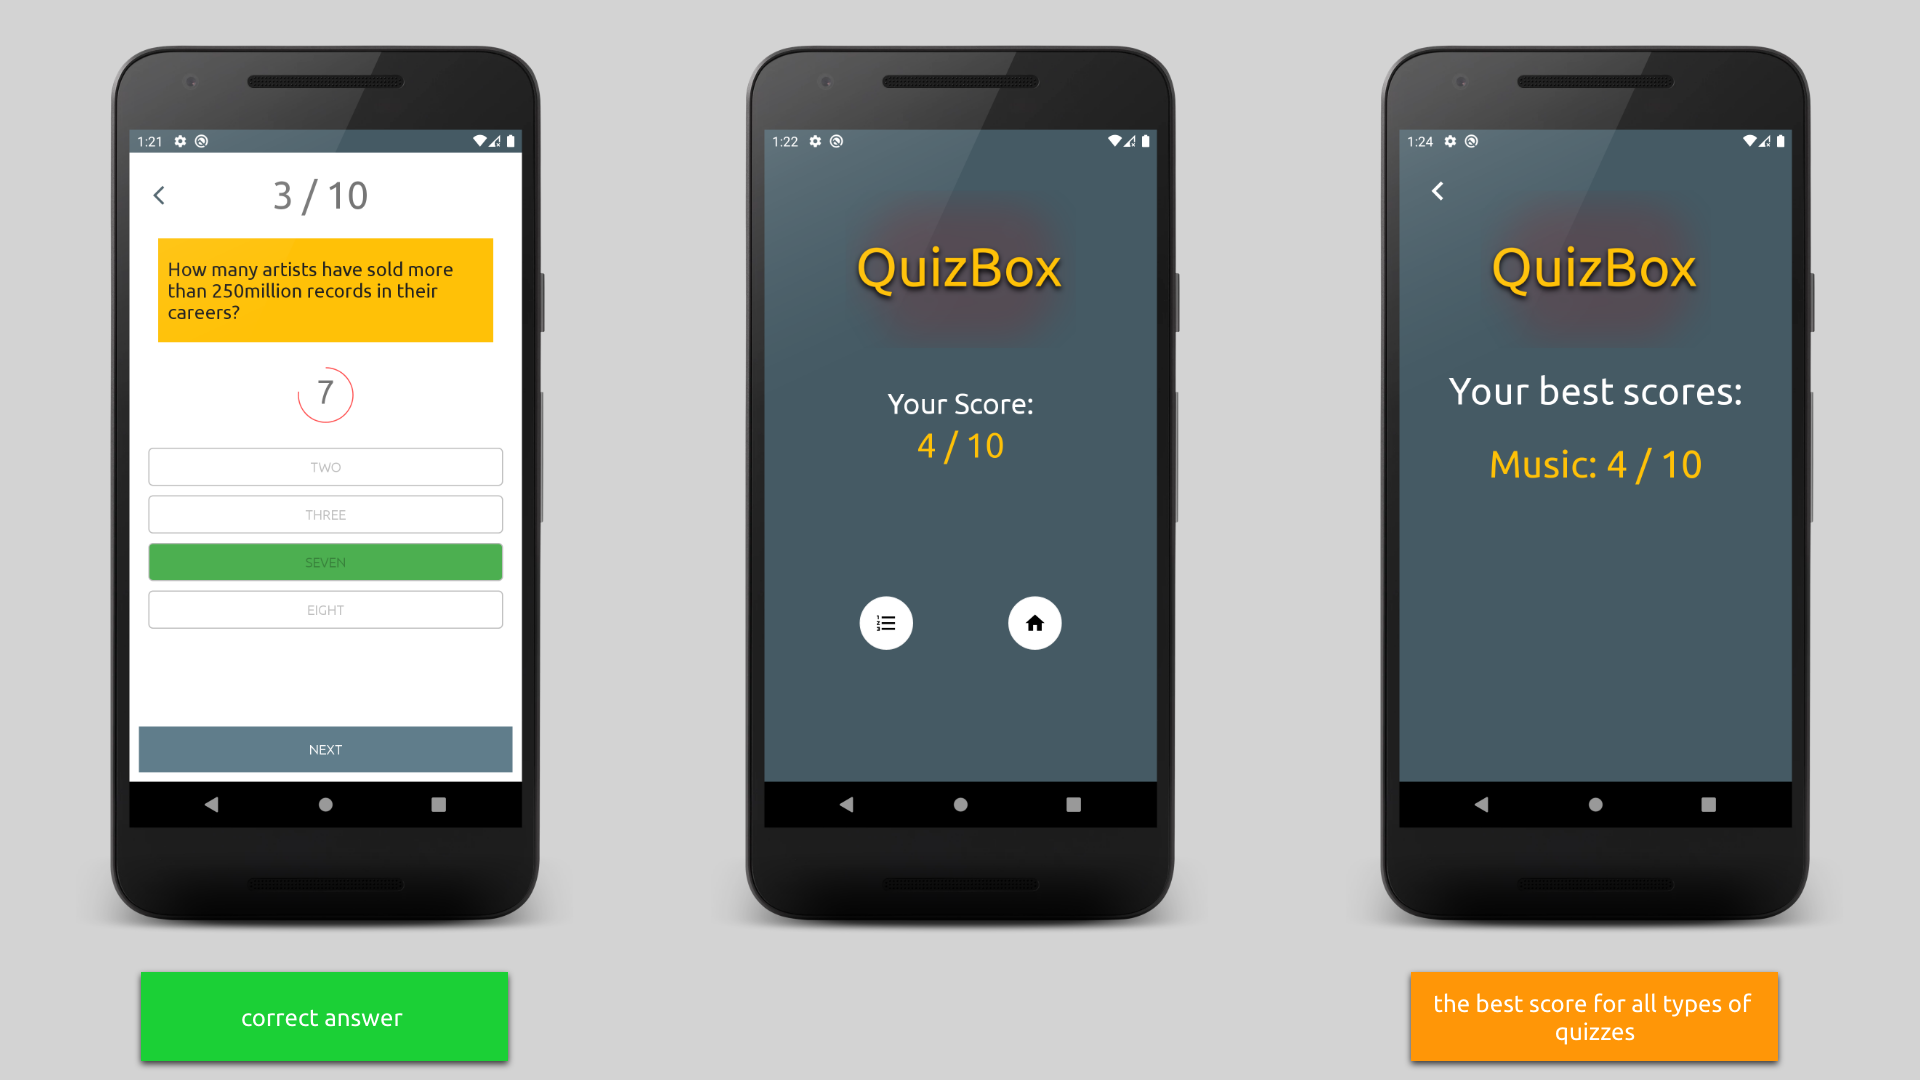 1:21
3 / 10
How many artists have sold more
than 250million records in their
careers?
7
TWO
THREE
SEVEN
EIGHT
NEXT
correct answer
1:22
QuizBox
Your Score:
4 / 10
1:24
QuizBox
Your best scores:
Music: 4 / 10
the best score for all types of
quizzes